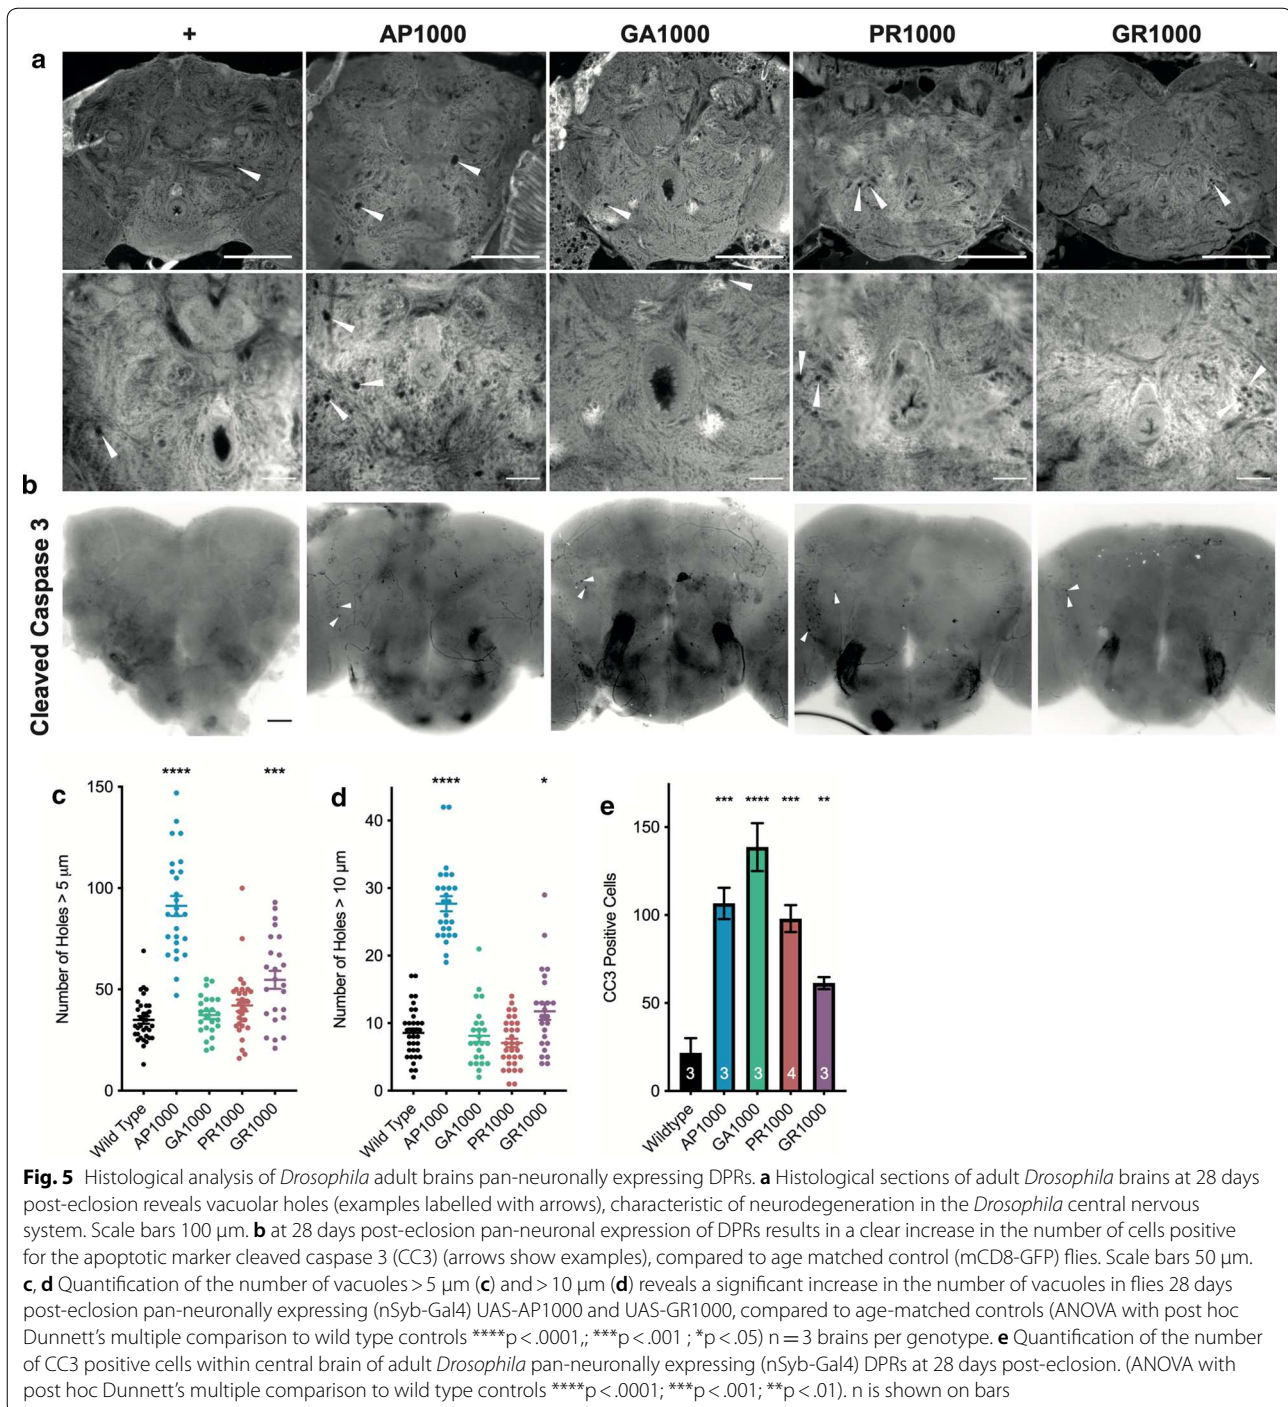 + AP1000 GA1000 PR1000 GR1000
a
b
Cleaved Caspase 3
c
****
***
150
100
50
0
Number of Holes > 5 µm
Wild Type
AP1000
GA1000
PR1000
GR1000
d
****
*
40
30
20
10
0
Number of Holes > 10 µm
Wild Type
AP1000
GA1000
PR1000
GR1000
e
*** **** *** **
150
100
50
0
CC3 Positive Cells
3 3 3 4 3
Wildtype
AP1000
GA1000
PR1000
GR1000
Fig. 5 Histological analysis of Drosophila adult brains pan-neuronally expressing DPRs. a Histological sections of adult Drosophila brains at 28 days
post-eclosion reveals vacuolar holes (examples labelled with arrows), characteristic of neurodegeneration in the Drosophila central nervous
system. Scale bars 100 µm. b at 28 days post-eclosion pan-neuronal expression of DPRs results in a clear increase in the number of cells positive
for the apoptotic marker cleaved caspase 3 (CC3) (arrows show examples), compared to age matched control (mCD8-GFP) flies. Scale bars 50 µm.
c, d Quantification of the number of vacuoles > 5 µm (c) and > 10 µm (d) reveals a significant increase in the number of vacuoles in flies 28 days
post-eclosion pan-neuronally expressing (nSyb-Gal4) UAS-AP1000 and UAS-GR1000, compared to age-matched controls (ANOVA with post hoc
Dunnett's multiple comparison to wild type controls ****p < .0001,; ***p < .001 ; *p < .05) n = 3 brains per genotype. e Quantification of the number
of CC3 positive cells within central brain of adult Drosophila pan-neuronally expressing (nSyb-Gal4) DPRs at 28 days post-eclosion. (ANOVA with
post hoc Dunnett's multiple comparison to wild type controls ****p < .0001; ***p < .001; **p < .01). n is shown on bars